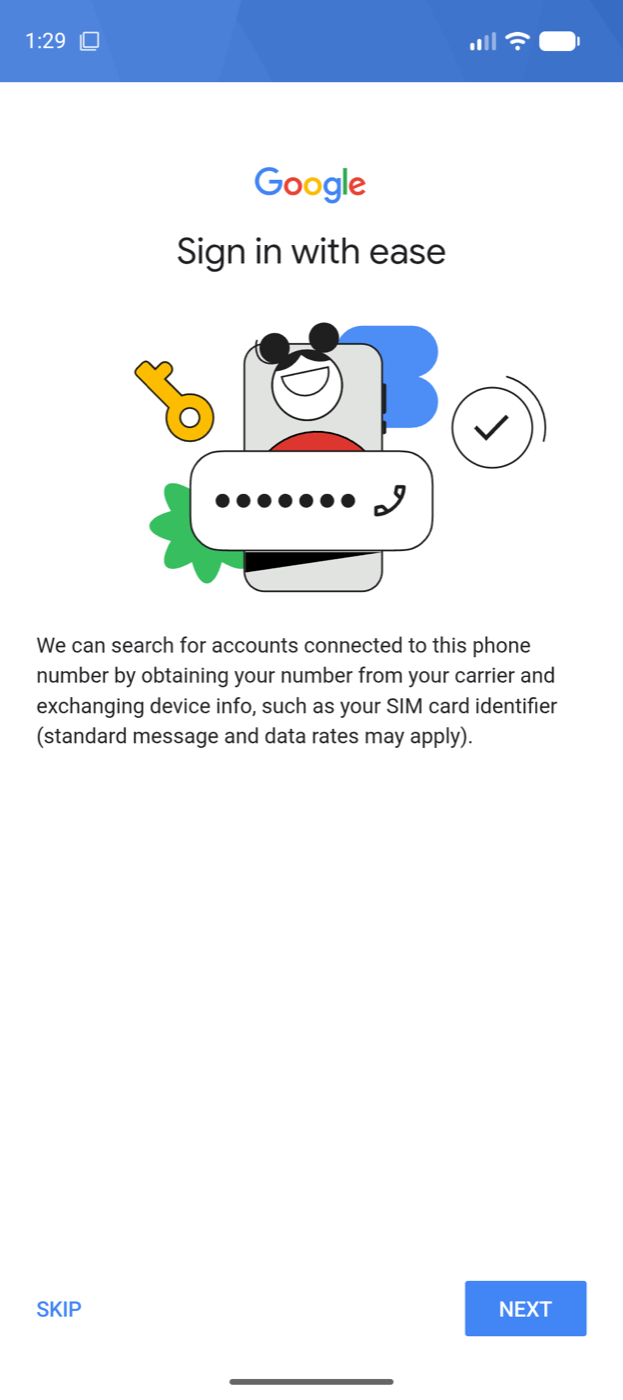 1:29
Google
Sign in with ease
We can search for accounts connected to this phone
number by obtaining your number from your carrier and
exchanging device info, such as your SIM card identifier
(standard message and data rates may apply).
SKIP
NEXT